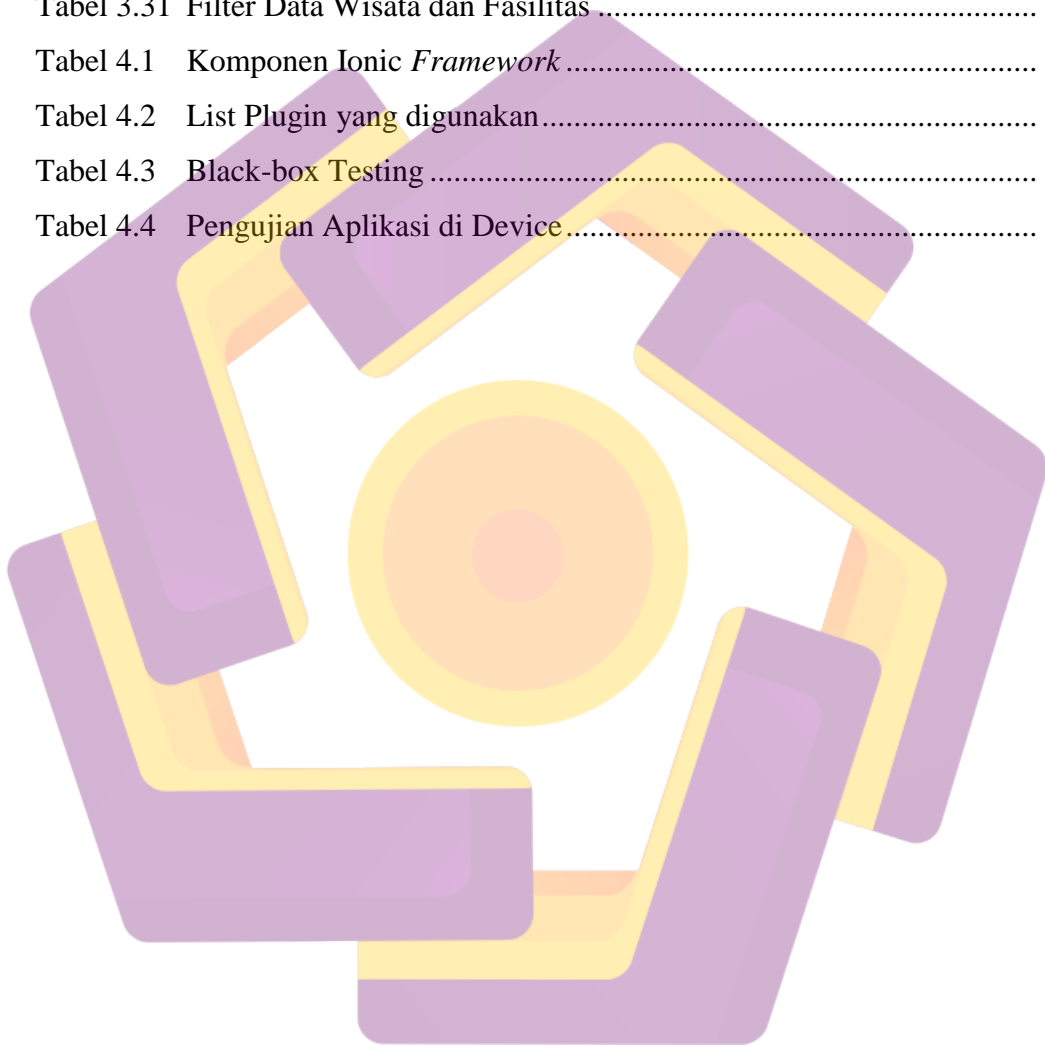 Tabel 3.31 Filter Data Wisata dan Fasilitas ......................................................
Tabel 4.1 Komponen Ionic Framework ..........................................................
Tabel 4.2 List Plugin yang digunakan.............................................................
Tabel 4.3 Black-box Testing ...........................................................................
Tabel 4.4 Pengujian Aplikasi di Device..........................................................